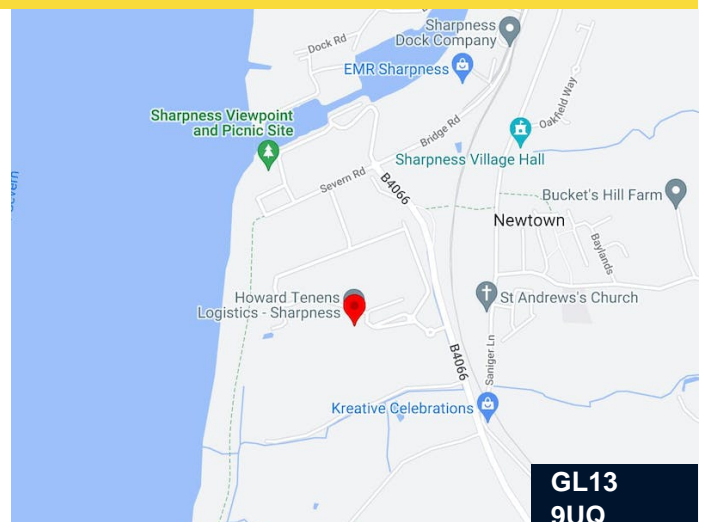 Sharpness
Dock Company
Dock Rd
EMR Sharpness
Sharpness Viewpoint
and Picnic Site
Bridge Rd
Oakfield Way
Sharpness Village Hall
Severn Rd
B4066
Bucket's Hill Farm
Newtown
Baylands
Howard Tenens
Logistics - Sharpness
St Andrews's Church
B4066
Saniger Ln
Kreative Celebrations
GL13
9UQ